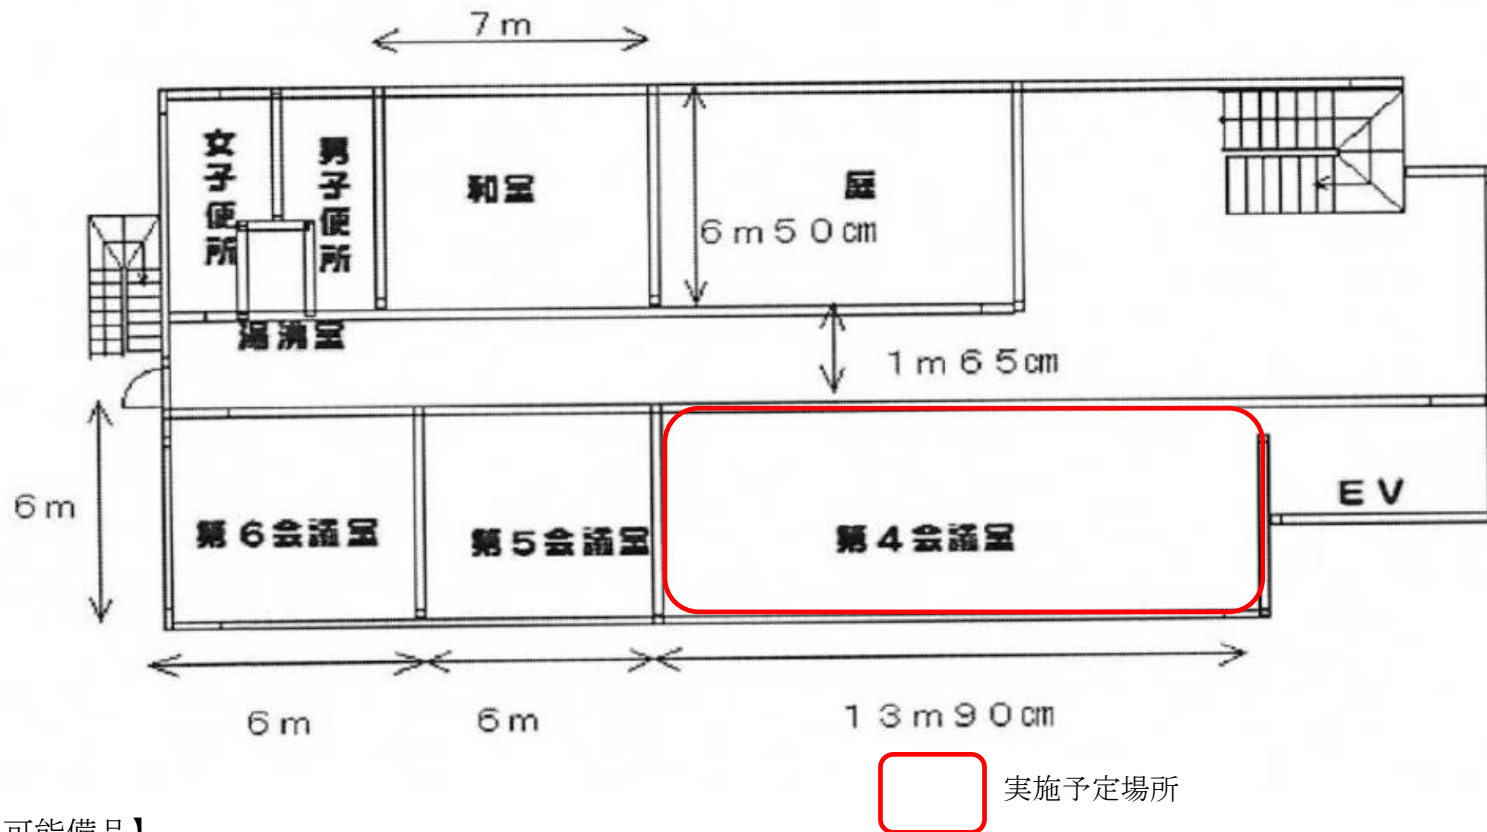 7m
女子便所
男子便所
和室
6m50cm
湯沸室
1m65cm
6m
第6会議室
第5会議室
第4会議室
EV
6m
6m
13m90cm
実施予定場所
可能備品】